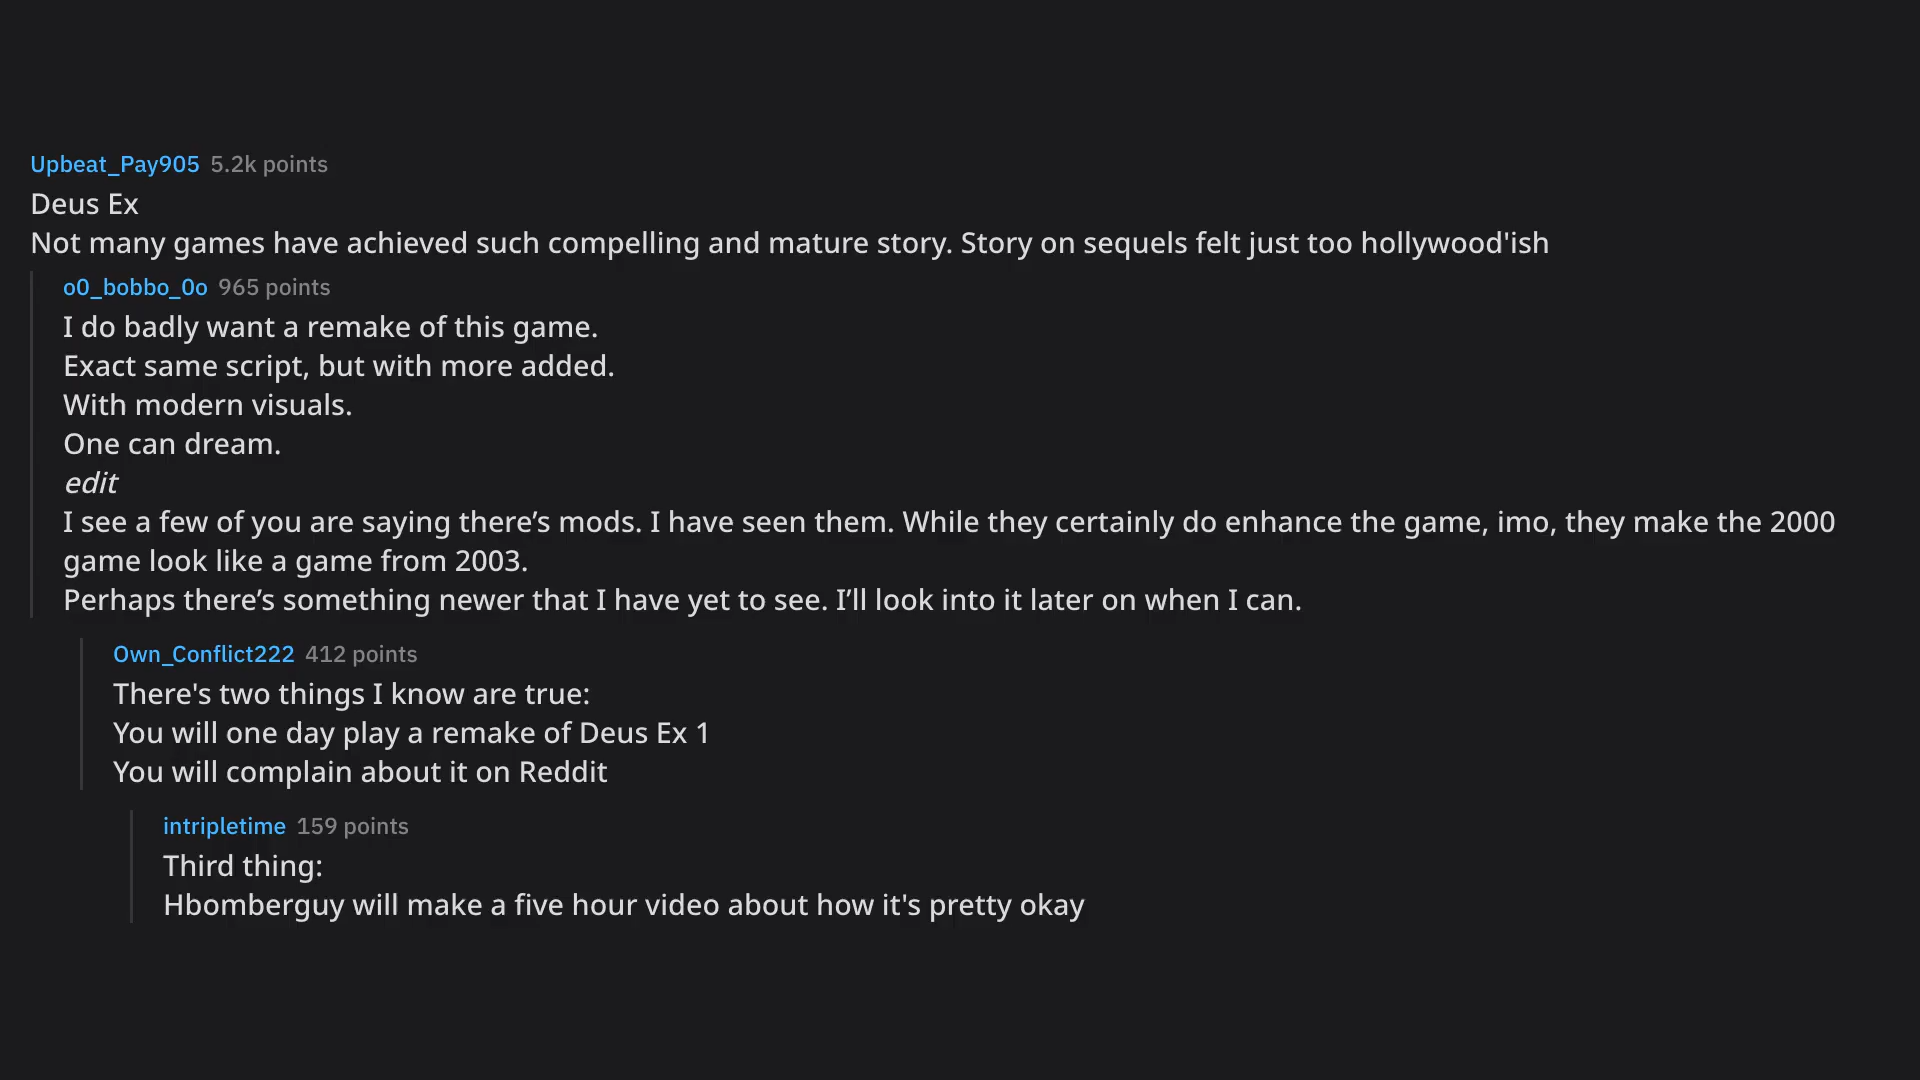 Upbeat_Pay905 5.2k points
Deus Ex
Not many games have achieved such compelling and mature story. Story on sequels felt just too hollywood'ish
o0_bobbo_0o 965 points
I do badly want a remake of this game.
Exact same script, but with more added.
With modern visuals.
One can dream.
edit
I see a few of you are saying there’s mods. I have seen them. While they certainly do enhance the game, imo, they make the 2000
game look like a game from 2003.
Perhaps there’s something newer that I have yet to see. I’ll look into it later on when I can.
Own_Conflict222 412 points
There's two things I know are true:
You will one day play a remake of Deus Ex 1
You will complain about it on Reddit
intripletime 159 points
Third thing:
Hbomberguy will make a five hour video about how it's pretty okay